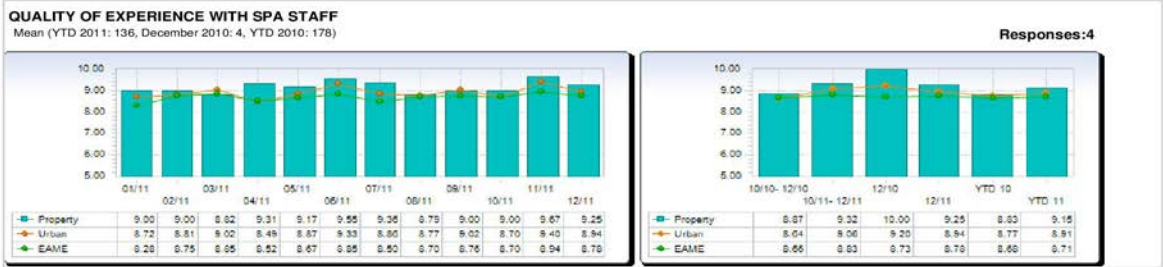 QUALITY OF EXPERIENCE WITH SPA STAFF
Mean (YTD 2011: 136, December 2010: 4, YTD 2010: 178)
Responses:4
10.00
9.00
8.00
7.00
6.00
5.00
01/11 02/11 03/11 04/11 05/11 06/11 07/11 08/11 09/11 10/11 11/11 12/11
Property 9.00 9.00 8.82 9.31 9.17 9.55 9.36 8.79 9.00 9.00 9.67 9.25
Urban 8.72 8.81 9.02 8.49 8.87 9.33 8.86 8.77 9.02 8.70 9.40 8.94
EAME 8.28 8.75 8.85 8.52 8.67 8.85 8.50 8.70 8.76 8.70 8.94 8.78
10.00
9.00
8.00
7.00
6.00
5.00
10/10- 12/10 10/11- 12/11 12/10 12/11 YTD 10 YTD 11
Property 8.87 9.32 10.00 9.25 8.83 9.15
Urban 8.64 9.06 9.20 8.94 8.77 8.91
EAME 8.66 8.83 8.73 8.78 8.68 8.71